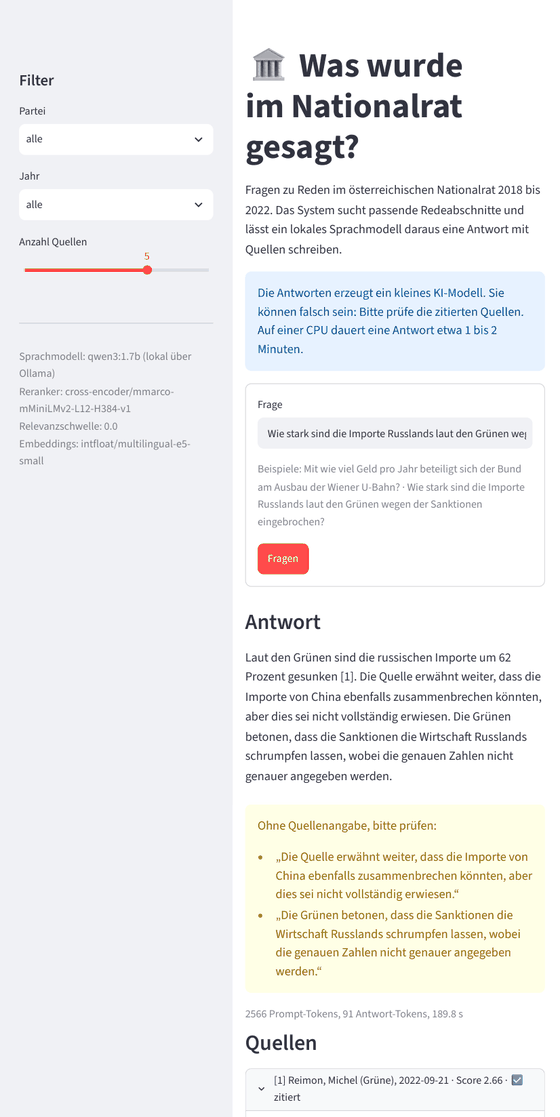 Filter
Partei
alle
Jahr
alle
Anzahl Quellen
5
Sprachmodell: qwen3:1.7b (lokal über
Ollama)
Reranker: cross-encoder/mmarco-
mMiniLMv2-L12-H384-v1
Relevanzschwelle: 0.0
Embeddings: intfloat/multilingual-e5-
small
Was wurde
im Nationalrat
gesagt?
Fragen zu Reden im österreichischen Nationalrat 2018 bis
2022. Das System sucht passende Redeabschnitte und
lässt ein lokales Sprachmodell daraus eine Antwort mit
Quellen schreiben.
Die Antworten erzeugt ein kleines KI-Modell. Sie
können falsch sein: Bitte prüfe die zitierten Quellen.
Auf einer CPU dauert eine Antwort etwa 1 bis 2
Minuten.
Frage
Wie stark sind die Importe Russlands laut den Grünen weg
Beispiele: Mit wie viel Geld pro Jahr beteiligt sich der Bund
am Ausbau der Wiener U-Bahn? · Wie stark sind die Importe
Russlands laut den Grünen wegen der Sanktionen
eingebrochen?
Fragen
Antwort
Laut den Grünen sind die russischen Importe um 62
Prozent gesunken [1]. Die Quelle erwähnt weiter, dass die
Importe von China ebenfalls zusammenbrechen könnten,
aber dies sei nicht vollständig erwiesen. Die Grünen
betonen, dass die Sanktionen die Wirtschaft Russlands
schrumpfen lassen, wobei die genauen Zahlen nicht
genauer angegeben werden.
Ohne Quellenangabe, bitte prüfen:
• „Die Quelle erwähnt weiter, dass die Importe von
China ebenfalls zusammenbrechen könnten, aber
dies sei nicht vollständig erwiesen.“
• „Die Grünen betonen, dass die Sanktionen die
Wirtschaft Russlands schrumpfen lassen, wobei
die genauen Zahlen nicht genauer angegeben
werden.“
2566 Prompt-Tokens, 91 Antwort-Tokens, 189.8 s
Quellen
[1] Reimon, Michel (Grüne), 2022-09-21 · Score 2.66 · ☑
zitiert